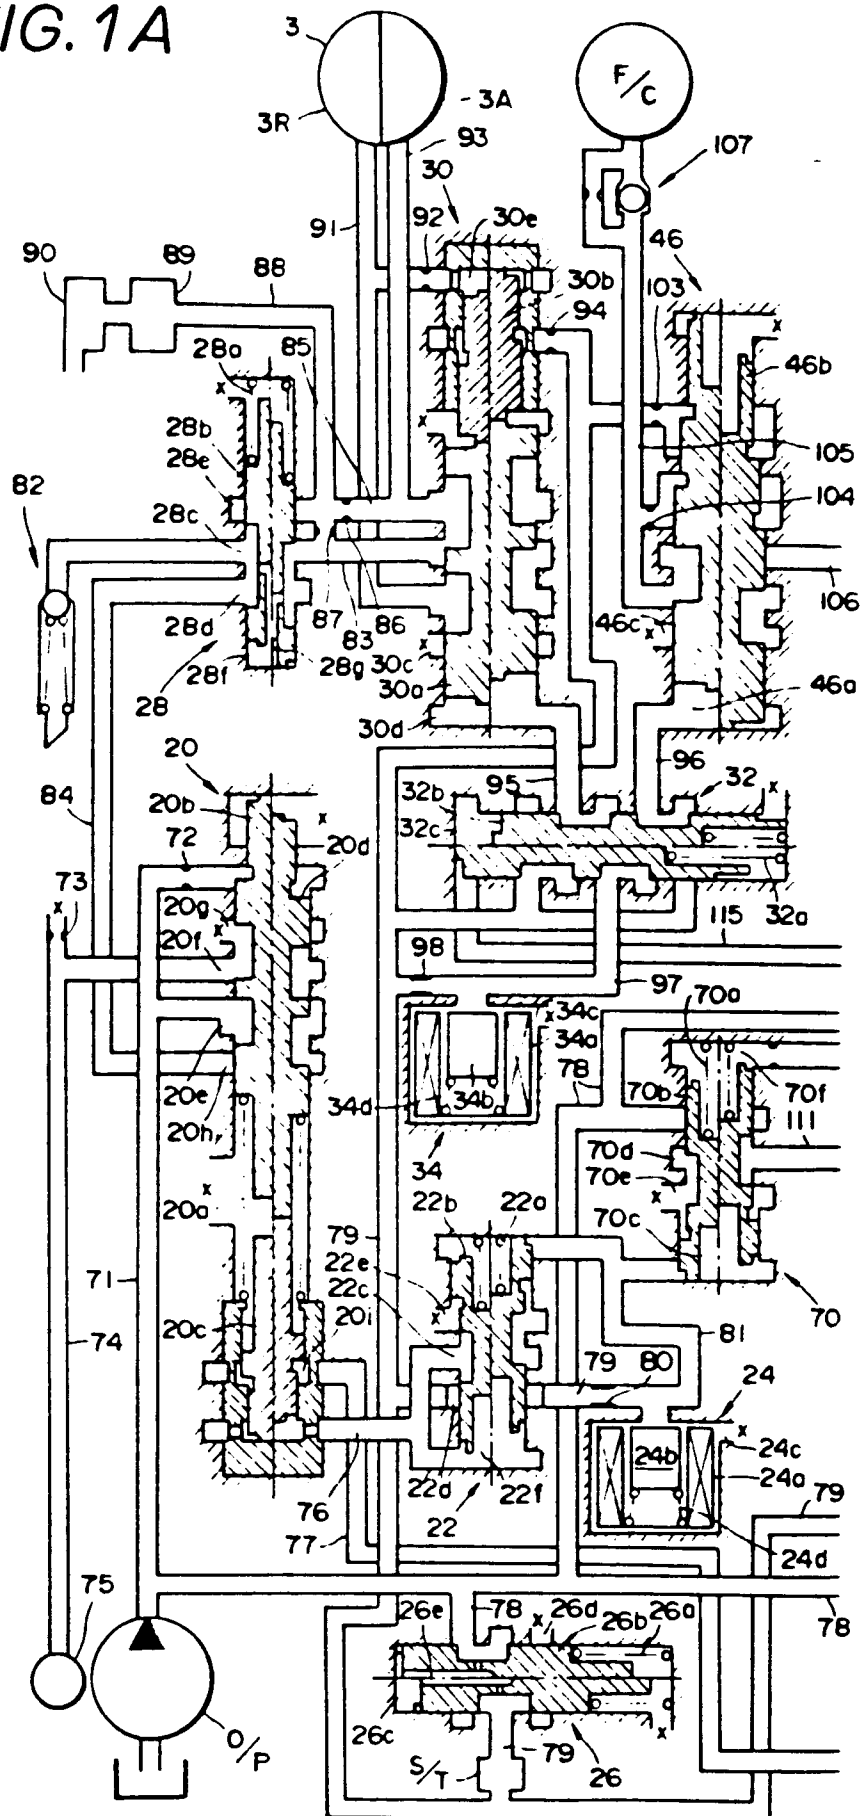 FIG. 1A
3
F/C
3A
3R
93
107
30
92
30e
91
46
90
89
88
30b
94
103
x
28a
85
46b
x
28b
x
28e
105
82
28c
104
28d
87
83
86
46c
x
106
x
30c
28g
28f
30a
46a
28
30d
20
95
96
32
84
20b
32b
x
x
32c
72
20d
73
x
20g
x
32a
20f
115
98
97
70a
34c
x
34a
20e
78
70b
70f
34d
34b
20h
111
34
70d
70e
x
x
20a
22b
22a
79
70c
22e
71
22c
x
70
74
20c
20i
81
79
80
24
x
24b
24c
24a
76
22d
22f
79
77
22
24d
75
26e
78
x
26d
26b
26a
78
26c
x
O/P
79
26
S/T